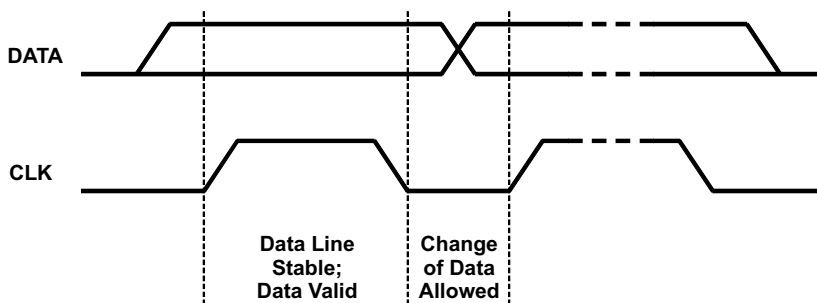 DATA
CLK
Data Line
Stable;
Data Valid
Change
of Data
Allowed